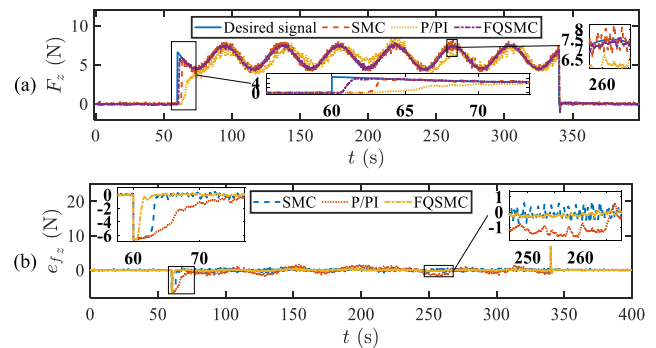 Desired signal SMC P/PI FQSMC
10
5
0
F_z (N)
(a)
8
7.5
7
6.5
260
4
0
60 65 70
0 50 100 150 200 250 300 350
t (s)
SMC P/PI FQSMC
20
10
0
e_{f_z} (N)
(b)
0
-2
-4
-6
60 70
1
0
-1
250 260
0 50 100 150 200 250 300 350 400
t (s)